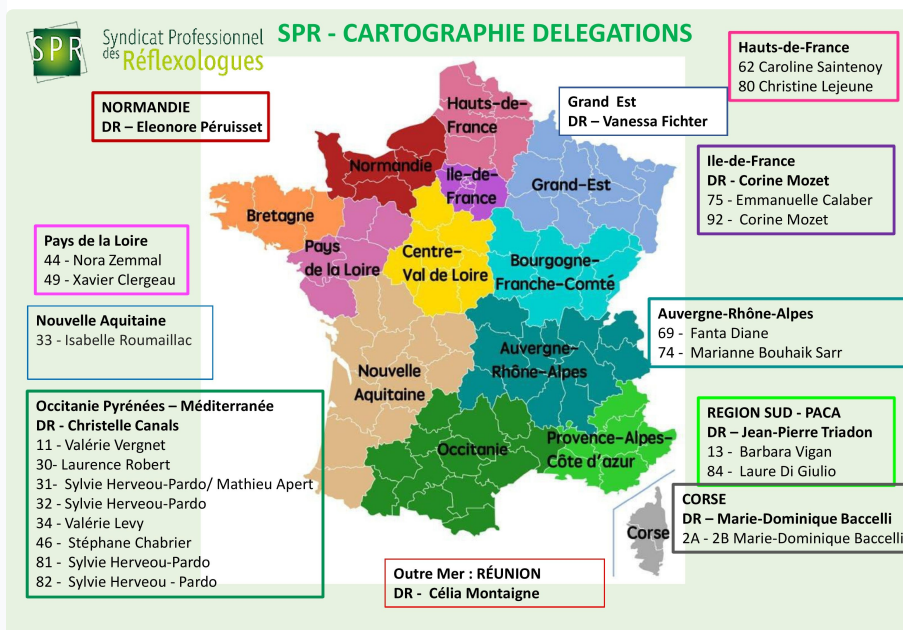 SPR
Syndicat Professionnel
des Réflexologues
SPR - CARTOGRAPHIE DELEGATIONS
Hauts-de-France
62 Caroline Saintenoy
80 Christine Lejeune
NORMANDIE
DR – Eleonore Péruisset
Grand Est
DR – Vanessa Fichter
Ile-de-France
DR - Corine Mozet
75 - Emmanuelle Calaber
92 - Corine Mozet
Pays de la Loire
44 - Nora Zemmal
49 - Xavier Clergeau
Nouvelle Aquitaine
33 - Isabelle Roumaillac
Auvergne-Rhône-Alpes
69 - Fanta Diane
74 - Marianne Bouhaik Sarr
Occitanie Pyrénées – Méditerranée
DR - Christelle Canals
11 - Valérie Vergnet
30- Laurence Robert
31- Sylvie Herveou-Pardo/ Mathieu Apert
32 - Sylvie Herveou-Pardo
34 - Valérie Levy
46 - Stéphane Chabrier
81 - Sylvie Herveou-Pardo
82 - Sylvie Herveou - Pardo
REGION SUD - PACA
DR – Jean-Pierre Triadon
13 - Barbara Vigan
84 - Laure Di Giulio
CORSE
DR – Marie-Dominique Baccelli
2A - 2B Marie-Dominique Baccelli
Outre Mer : RÉUNION
DR - Célia Montaigne
Hauts-de-
France
Normandie
île-de-
France
Grand-Est
Bretagne
Pays
de la Loire
Centre-
Val de Loire
Bourgogne-
Franche-Comté
Auvergne-
Rhône-Alpes
Nouvelle
Aquitaine
Occitanie
Provence-Alpes-
Côte d'azur
Corse